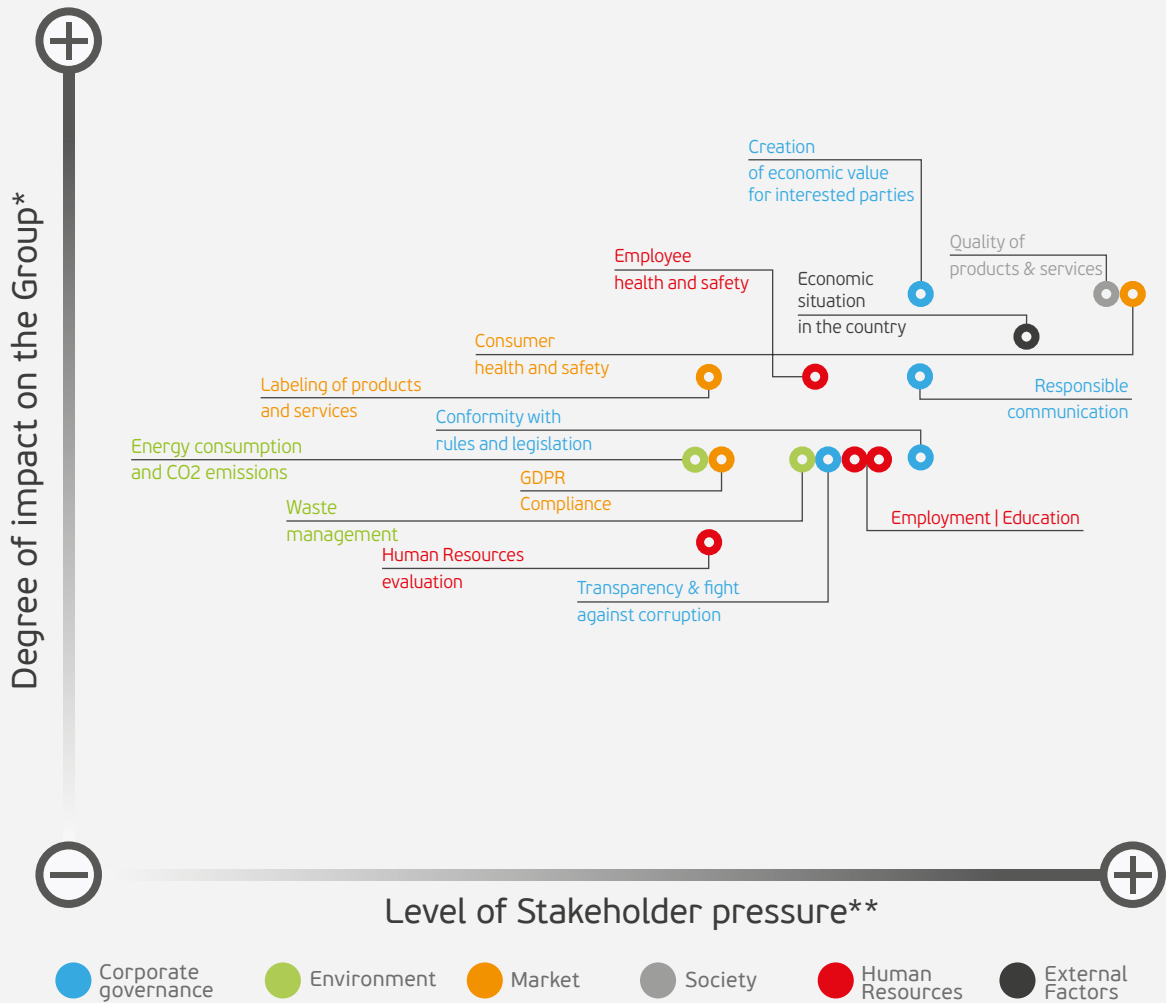 Degree of impact on the Group*
Creation
of economic value
for interested parties
Quality of
products & services
Employee
health and safety
Economic
situation
in the country
Consumer
health and safety
Labeling of products
and services
Responsible
communication
Conformity with
rules and legislation
Energy consumption
and CO2 emissions
GDPR
Compliance
Waste
management
Employment | Education
Human Resources
evaluation
Transparency & fight
against corruption
Level of Stakeholder pressure**
Corporate
governance
Environment
Market
Society
Human
Resources
External
Factors